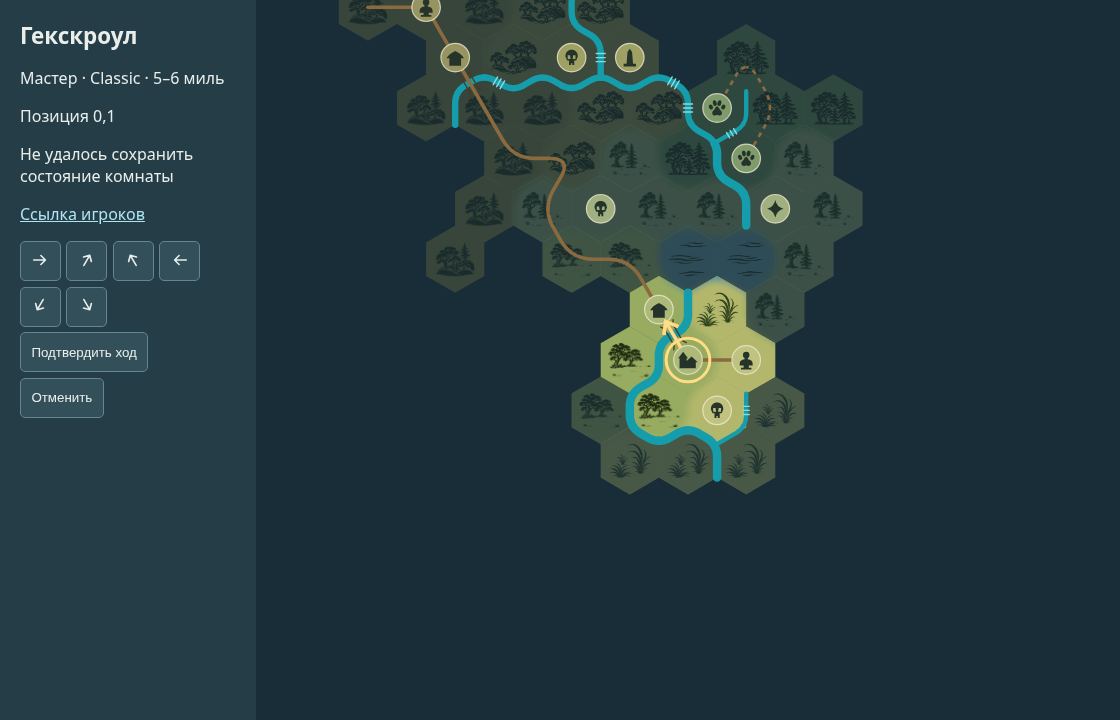 Гекскроул
Мастер · Classic · 5–6 миль
Позиция 0,1
Не удалось сохранить
состояние комнаты
Ссылка игроков
→ ↗ ↖ ←
↙ ↘
Подтвердить ход
Отменить